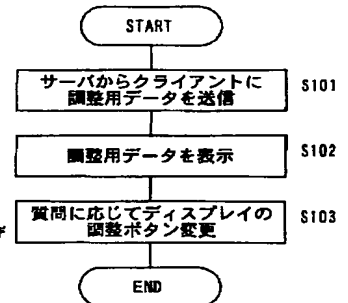 START
サーバからクライアントに
調整用データを送信
S101
調整用データを表示
S102
質問に応じてディスプレイの
調整ボタン変更
S103
END